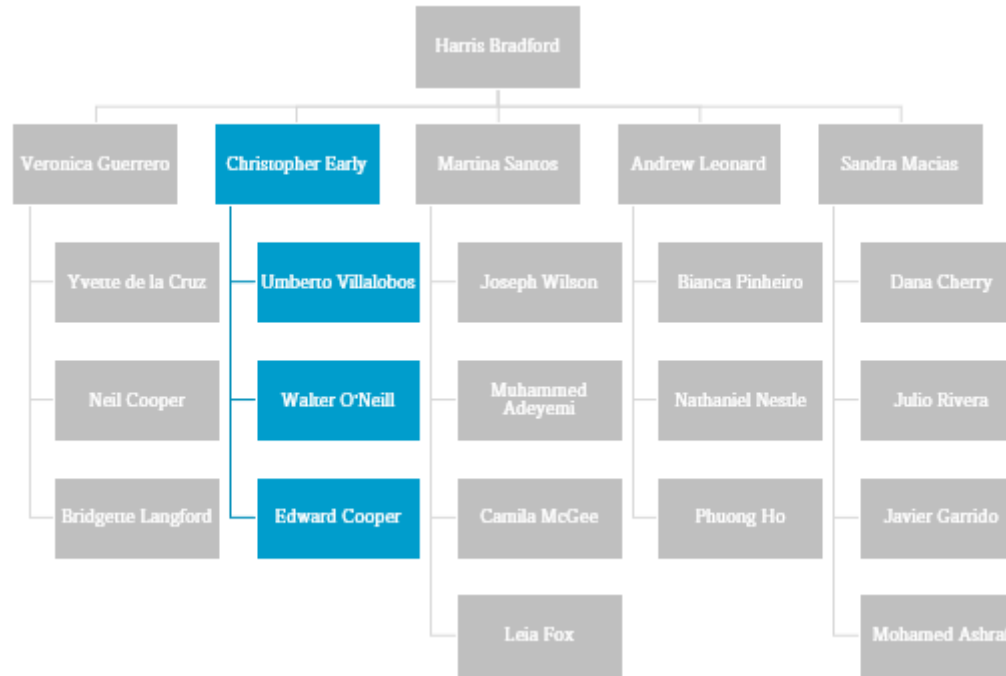 Harris Bradford
Veronica Guerrero
Christopher Early
Martina Santos
Andrew Leonard
Sandra Macias
Yvette de la Cruz
Umberto Villalobos
Joseph Wilson
Bianca Pinheiro
Dana Cherry
Neil Cooper
Walter O'Neill
Muhammed
Adeyemi
Nathaniel Nestle
Julio Rivera
Bridgette Langford
Edward Cooper
Camila McGee
Phuong Ho
Javier Garrido
Leia Fox
Mohamed Ashraf